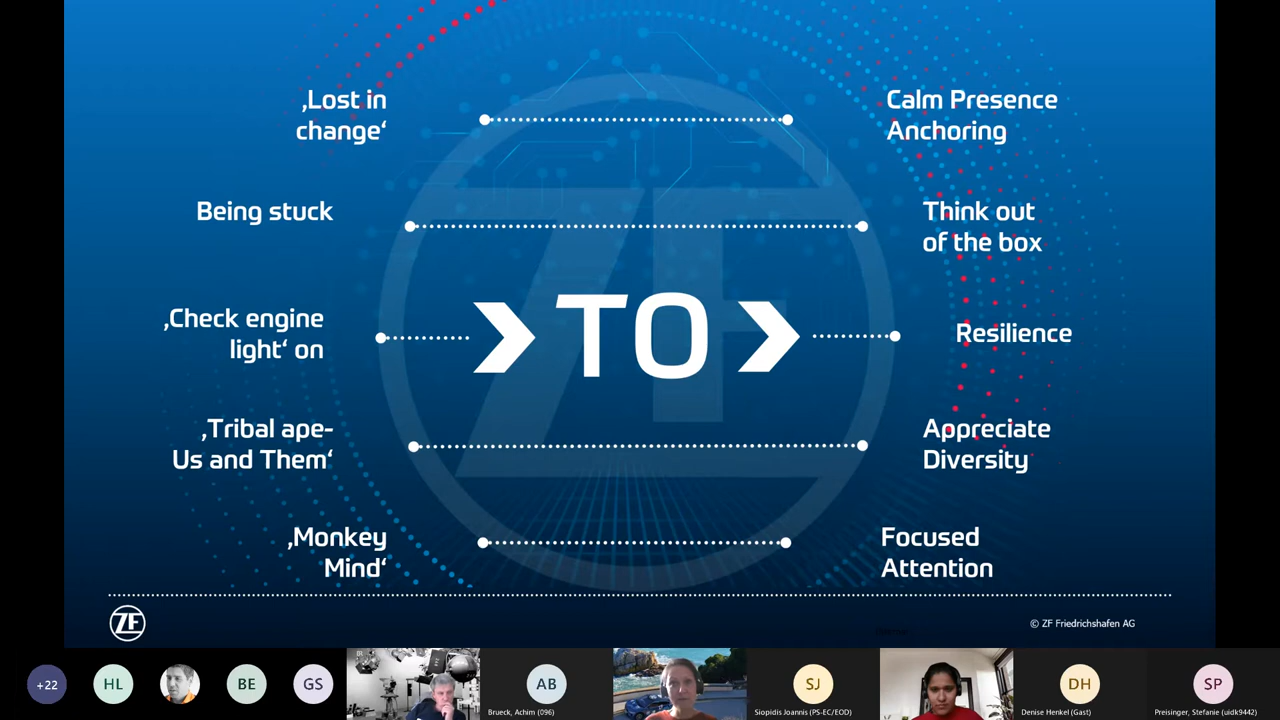 ‚Lost in
change‘
Calm Presence
Anchoring
Being stuck
Think out
of the box
‚Check engine
light‘ on
TO
Resilience
‚Tribal ape-
Us and Them‘
Appreciate
Diversity
‚Monkey
Mind‘
Focused
Attention
ZF
© ZF Friedrichshafen AG
+22
HL
BE
GS
AB
Brueck, Achim (096)
SJ
Siopidis Joannis (PS-EC/EOD)
DH
Denise Henkel (Gast)
SP
Preisinger, Stefanie (uidk9442)